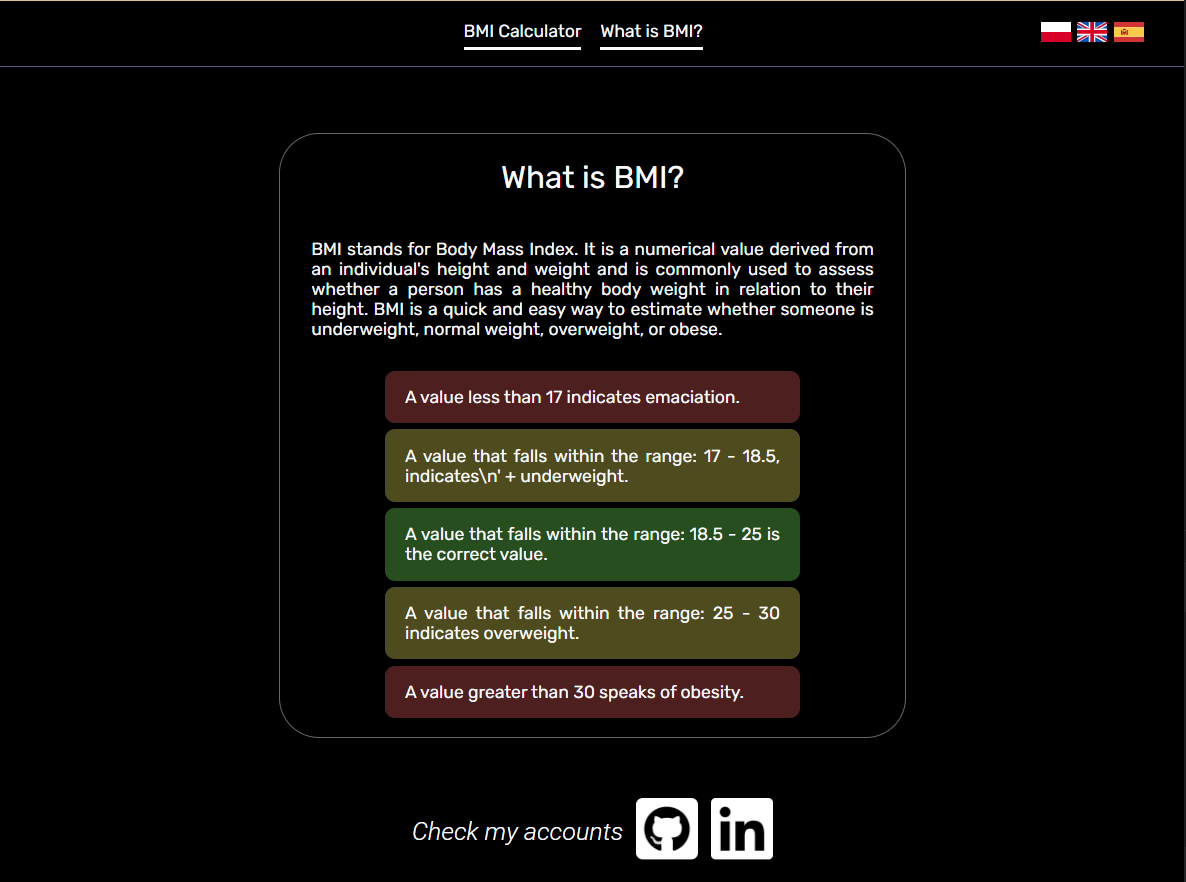 BMI Calculator What is BMI?
What is BMI?
BMI stands for Body Mass Index. It is a numerical value derived from
an individual's height and weight and is commonly used to assess
whether a person has a healthy body weight in relation to their
height. BMI is a quick and easy way to estimate whether someone is
underweight, normal weight, overweight, or obese.
A value less than 17 indicates emaciation.
A value that falls within the range: 17 - 18.5,
indicates\n' + underweight.
A value that falls within the range: 18.5 - 25 is
the correct value.
A value that falls within the range: 25 - 30
indicates overweight.
A value greater than 30 speaks of obesity.
Check my accounts in